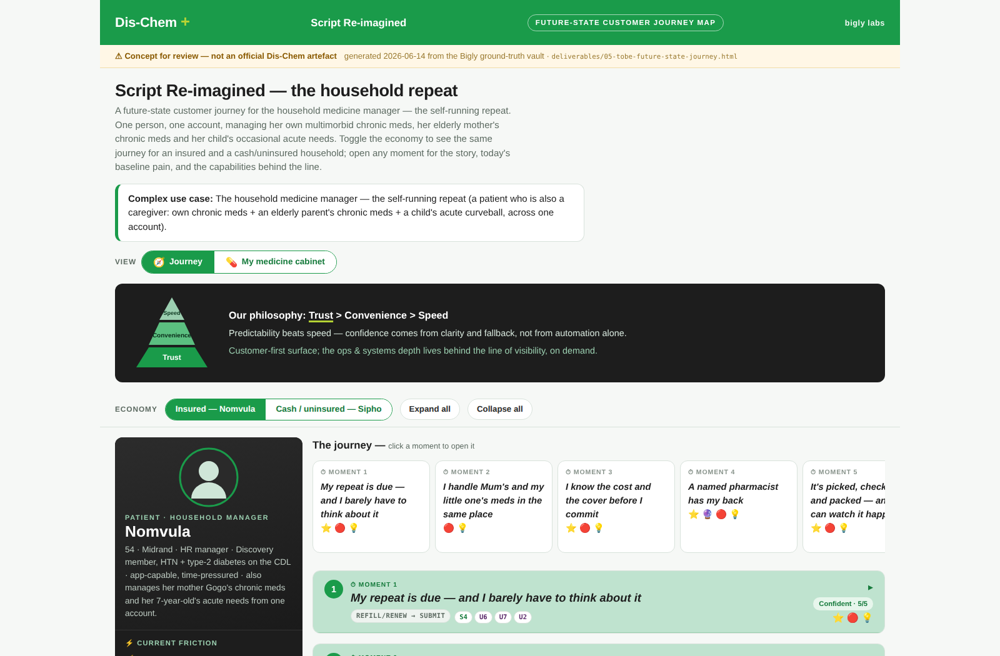 Dis-Chem +
Script Re-imagined
FUTURE-STATE CUSTOMER JOURNEY MAP
bigly labs
⚠ Concept for review — not an official Dis-Chem artefact generated 2026-06-14 from the Bigly ground-truth vault · deliverables/05-tobe-future-state-journey.html
Script Re-imagined — the household repeat
A future-state customer journey for the household medicine manager — the self-running repeat.
One person, one account, managing her own multimorbid chronic meds, her elderly mother's
chronic meds and her child's occasional acute needs. Toggle the economy to see the same
journey for an insured and a cash/uninsured household; open any moment for the story, today's
baseline pain, and the capabilities behind the line.
Complex use case: The household medicine manager — the self-running repeat (a patient who is also a
caregiver: own chronic meds + an elderly parent's chronic meds + a child's acute curveball, across one
account).
VIEW
🧭 Journey
💊 My medicine cabinet
Speed
Convenience
Trust
Our philosophy: Trust > Convenience > Speed
Predictability beats speed — confidence comes from clarity and fallback, not from automation alone.
Customer-first surface; the ops & systems depth lives behind the line of visibility, on demand.
ECONOMY
Insured — Nomvula
Cash / uninsured — Sipho
Expand all
Collapse all
PATIENT · HOUSEHOLD MANAGER
Nomvula
54 · Midrand · HR manager · Discovery
member, HTN + type-2 diabetes on the CDL
· app-capable, time-pressured · also
manages her mother Gogo's chronic meds
and her 7-year-old's acute needs from one
account.
⚡ CURRENT FRICTION
The journey — click a moment to open it
⏱ MOMENT 1
My repeat is due —
and I barely have to
think about it
⭐ 🔴 💡
⏱ MOMENT 2
I handle Mum's and my
little one's meds in the
same place
🔴 💡
⏱ MOMENT 3
I know the cost and
the cover before I
commit
⭐ 🔴 💡
⏱ MOMENT 4
A named pharmacist
has my back
⭐ 🔮 🔴 💡
⏱ MOMENT 5
It's picked, check
and packed — an
can watch it happ
⭐ 🔴 💡
1
⏱ MOMENT 1
My repeat is due — and I barely have to think about it
REFILL/RENEW → SUBMIT S4 U6 U7 U2
▸
Confident · 5/5
⭐ 🔴 💡